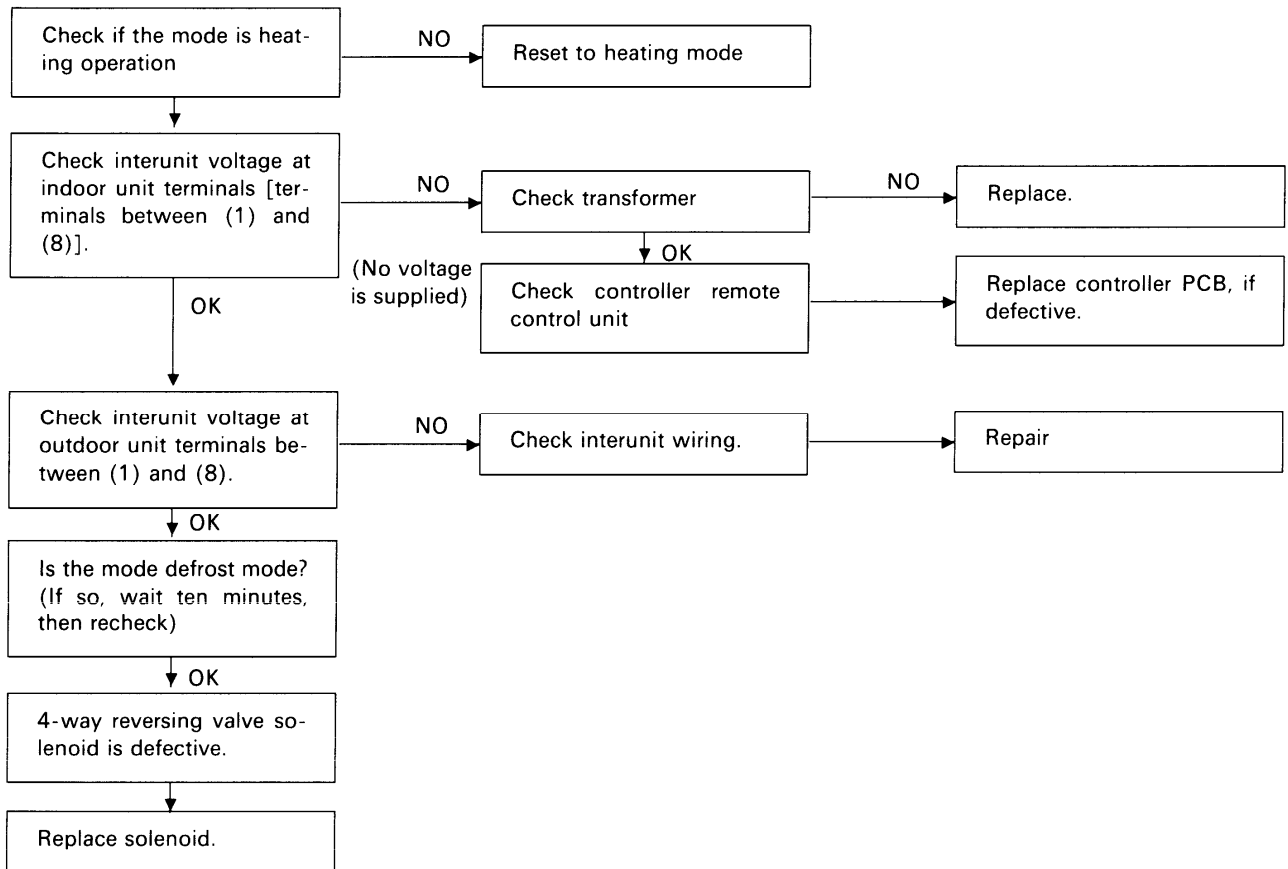 Check if the mode is heat-
ing operation
NO
Reset to heating mode
Check interunit voltage at
indoor unit terminals [ter-
minals between (1) and
(8)].
NO
Check transformer
NO
Replace.
(No voltage
is supplied)
OK
Check controller remote
control unit
Replace controller PCB, if
defective.
OK
Check interunit voltage at
outdoor unit terminals be-
tween (1) and (8).
NO
Check interunit wiring.
Repair
OK
Is the mode defrost mode?
(If so, wait ten minutes,
then recheck)
OK
4-way reversing valve so-
lenoid is defective.
Replace solenoid.